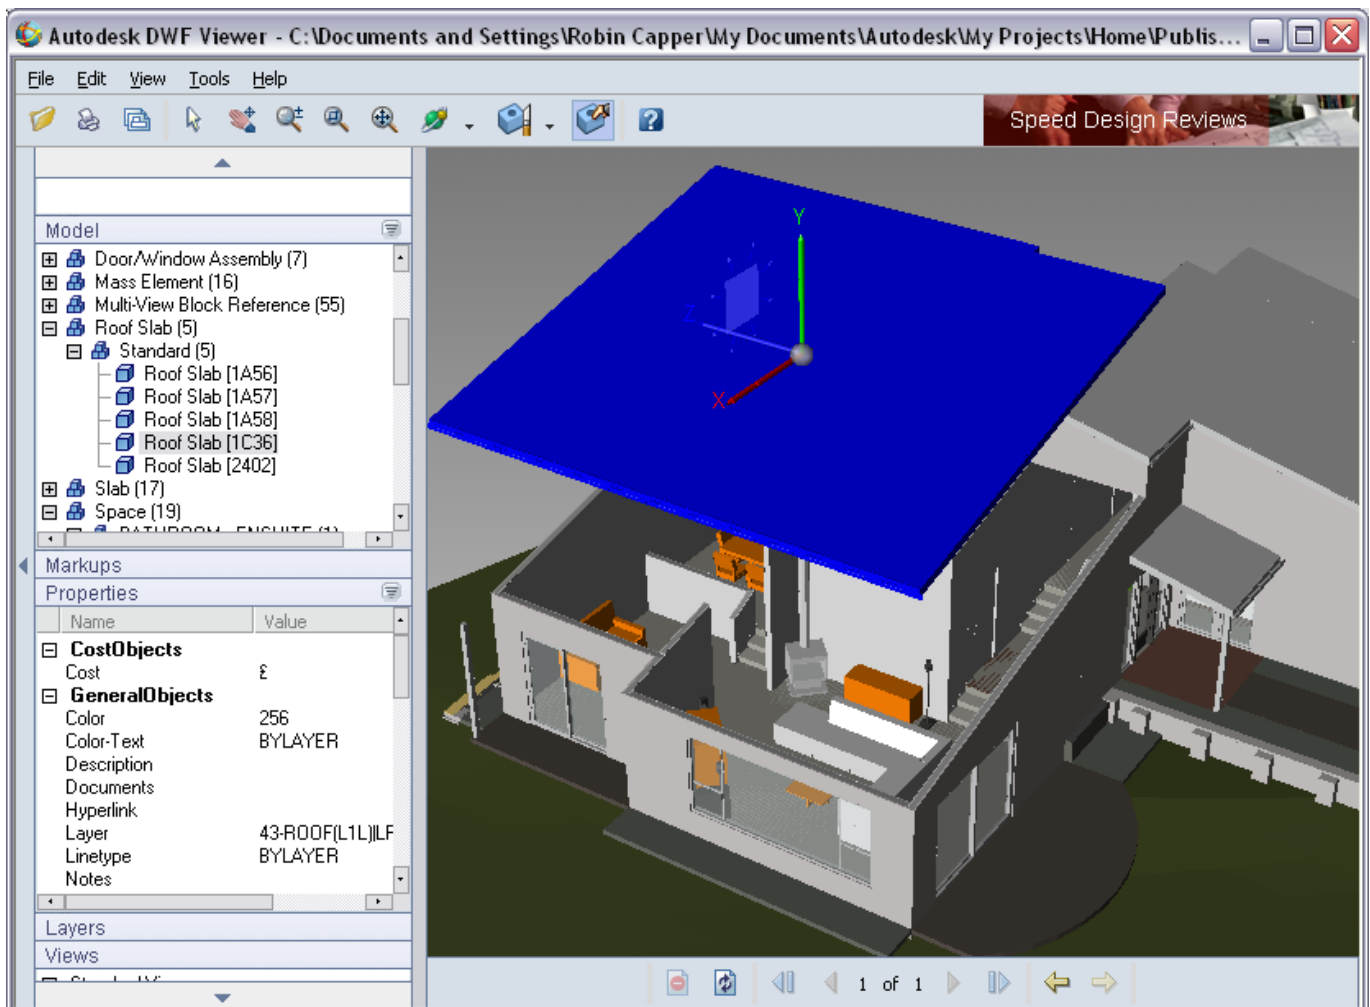 Autodesk DWF Viewer - C:\Documents and Settings\Robin Capper\My Documents\Autodesk\My Projects\Home\Publis...
File Edit View Tools Help
Speed Design Reviews
Model
Door/Window Assembly (7)
Mass Element (16)
Multi-View Block Reference (55)
Roof Slab (5)
Standard (5)
Roof Slab [1A56]
Roof Slab [1A57]
Roof Slab [1A58]
Roof Slab [1C36]
Roof Slab [2402]
Slab (17)
Space (19)
BATHROOM - ENSUITE (1)
Markups
Properties
Name Value
CostObjects
Cost £
GeneralObjects
Color 256
Color-Text BYLAYER
Description
Documents
Hyperlink
Layer 43-ROOF(L1L)|LF
Linetype BYLAYER
Notes
Layers
Views
Y
Z
X
1 of 1